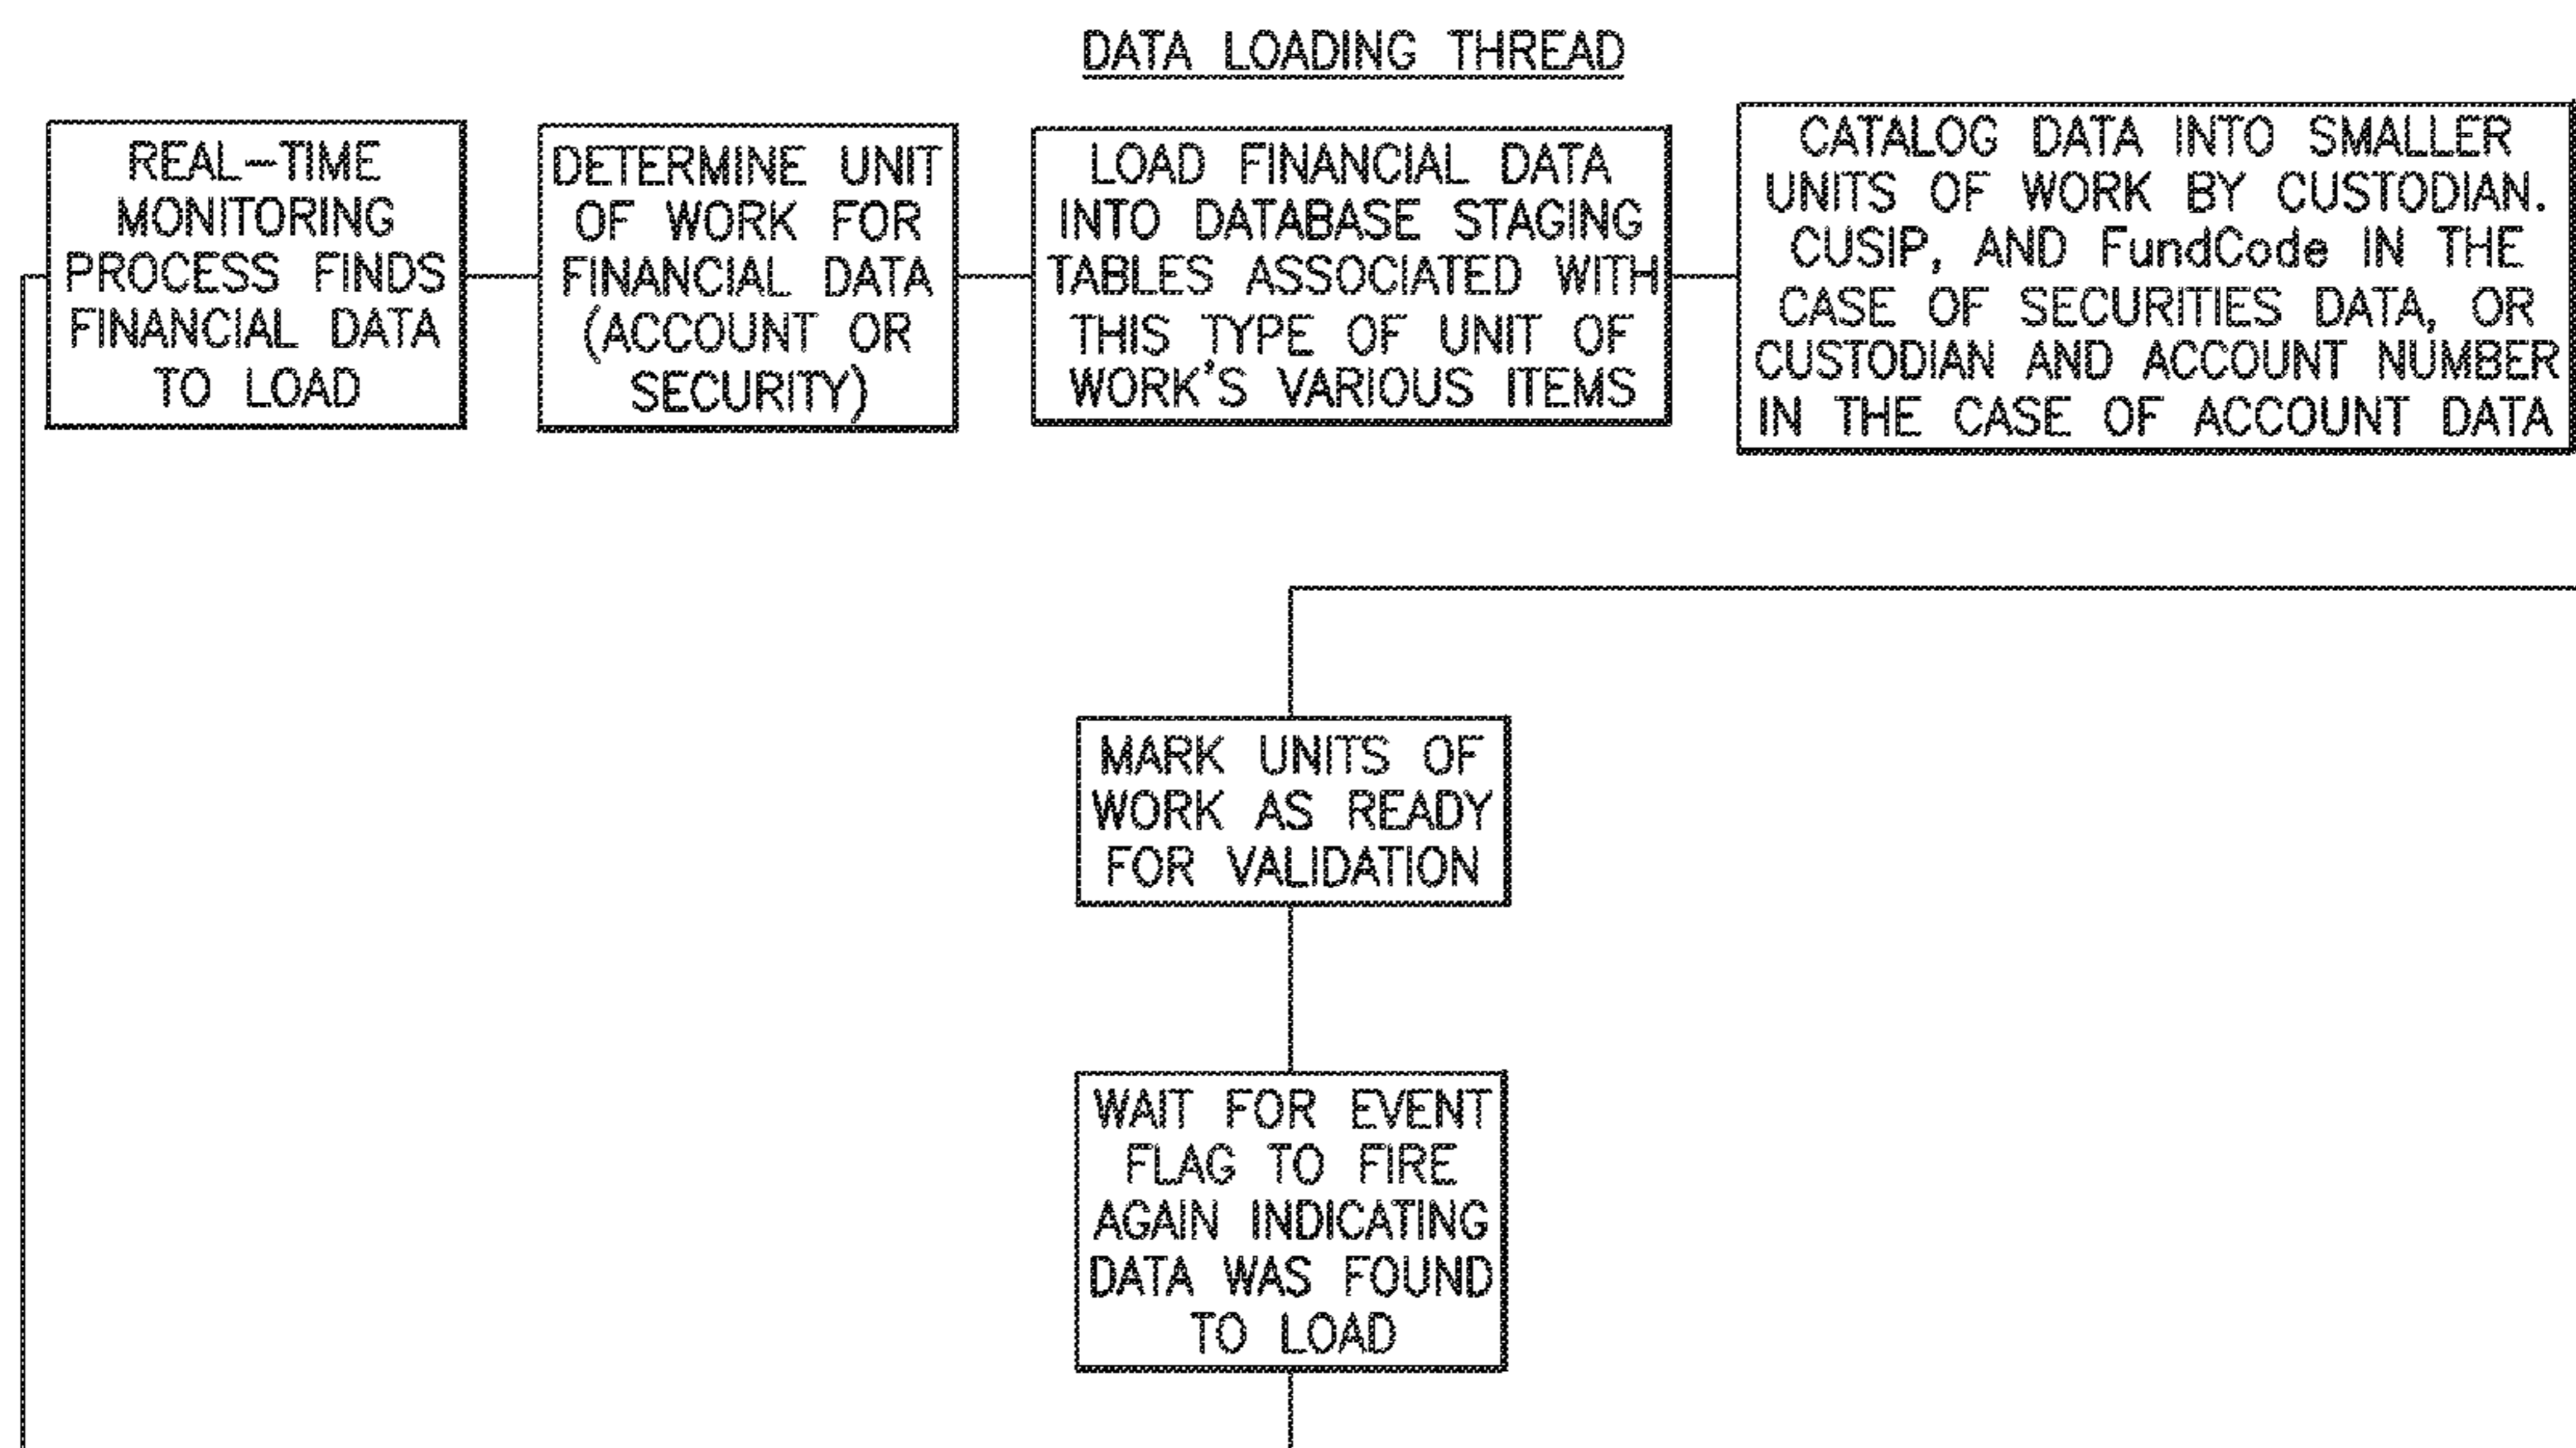 DATA LOADING THREAD
REAL-TIME
MONITORING
PROCESS FINDS
FINANCIAL DATA
TO LOAD
DETERMINE UNIT
OF WORK FOR
FINANCIAL DATA
(ACCOUNT OR
SECURITY)
LOAD FINANCIAL DATA
INTO DATABASE STAGING
TABLES ASSOCIATED WITH
THIS TYPE OF UNIT OF
WORK'S VARIOUS ITEMS
CATALOG DATA INTO SMALLER
UNITS OF WORK BY CUSTODIAN.
CUSIP, AND FundCode IN THE
CASE OF SECURITIES DATA, OR
CUSTODIAN AND ACCOUNT NUMBER
IN THE CASE OF ACCOUNT DATA
MARK UNITS OF
WORK AS READY
FOR VALIDATION
WAIT FOR EVENT
FLAG TO FIRE
AGAIN INDICATING
DATA WAS FOUND
TO LOAD